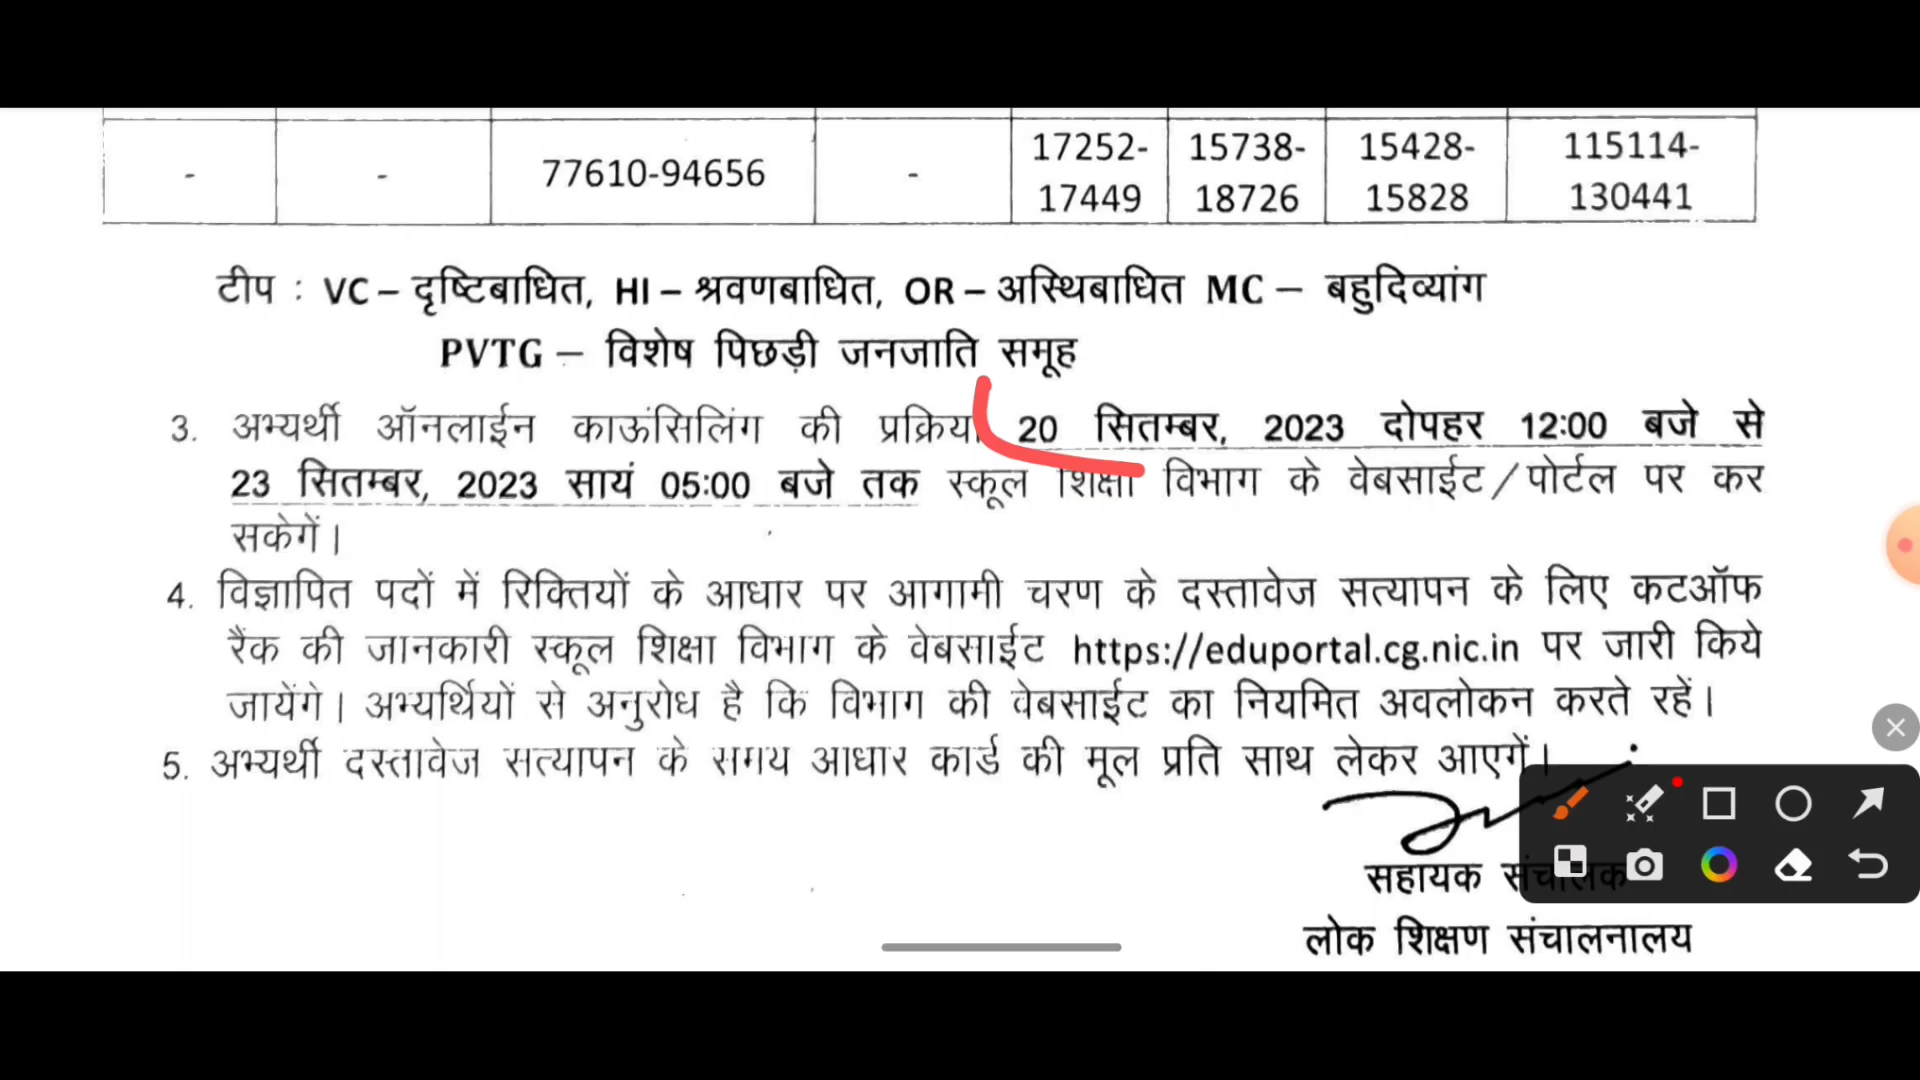 - - 77610-94656 - 17252- 15738- 15428- 115114-
17449 18726 15828 130441
टीप : VC – दृष्टिबाधित, HI – श्रवणबाधित, OR – अस्थिबाधित MC – बहुदिव्यांग
PVTG – विशेष पिछड़ी जनजाति समूह
3. अभ्यर्थी ऑनलाईन काऊंसिलिंग की प्रक्रिया 20 सितम्बर, 2023 दोपहर 12:00 बजे से
23 सितम्बर, 2023 सायं 05:00 बजे तक स्कूल शिक्षा विभाग के वेबसाईट/पोर्टल पर कर
सकेगें।
4. विज्ञापित पदों में रिक्तियों के आधार पर आगामी चरण के दस्तावेज सत्यापन के लिए कटऑफ
रैंक की जानकारी स्कूल शिक्षा विभाग के वेबसाईट https://eduportal.cg.nic.in पर जारी किये
जायेंगे। अभ्यर्थियों से अनुरोध है कि विभाग की वेबसाईट का नियमित अवलोकन करते रहें।
5. अभ्यर्थी दस्तावेज सत्यापन के समय आधार कार्ड की मूल प्रति साथ लेकर आएगें।
सहायक संचालक
लोक शिक्षण संचालनालय